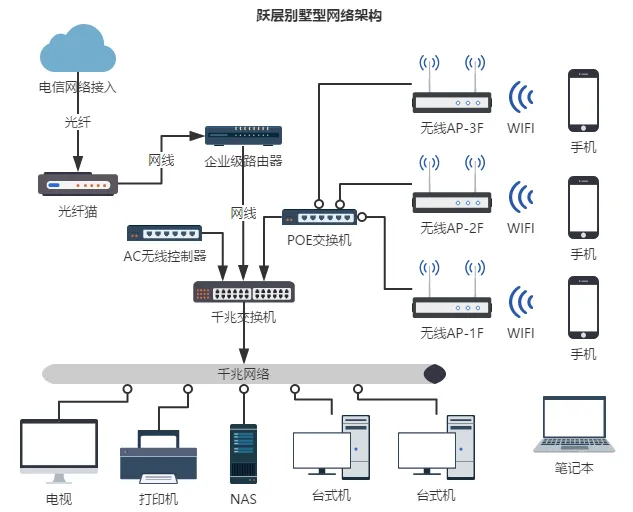 跃层别墅型网络架构
电信网络接入
光纤
光纤猫
网线
企业级路由器
网线
AC无线控制器
POE交换机
千兆交换机
无线AP-3F
WIFI
手机
无线AP-2F
WIFI
手机
无线AP-1F
WIFI
手机
千兆网络
电视
打印机
NAS
台式机
台式机
笔记本